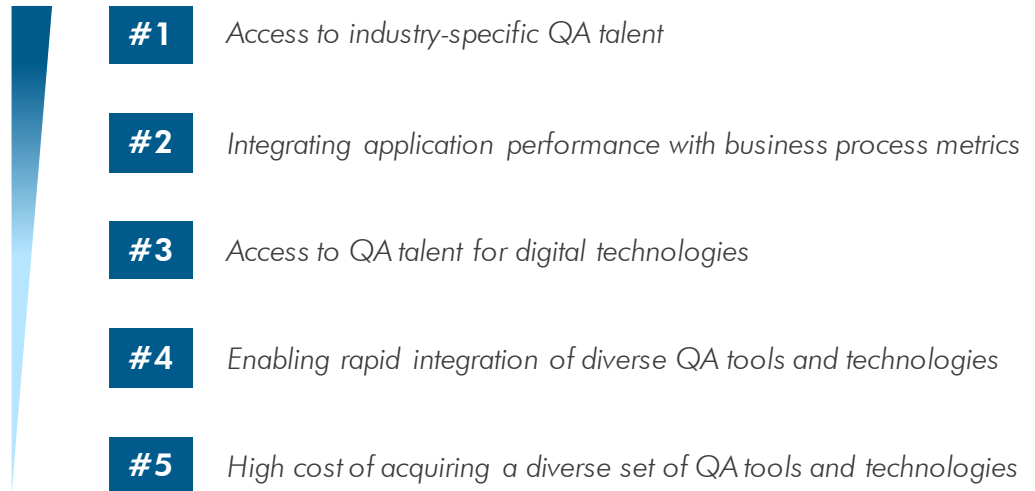 #1 Access to industry-specific QA talent
#2 Integrating application performance with business process metrics
#3 Access to QA talent for digital technologies
#4 Enabling rapid integration of diverse QA tools and technologies
#5 High cost of acquiring a diverse set of QA tools and technologies